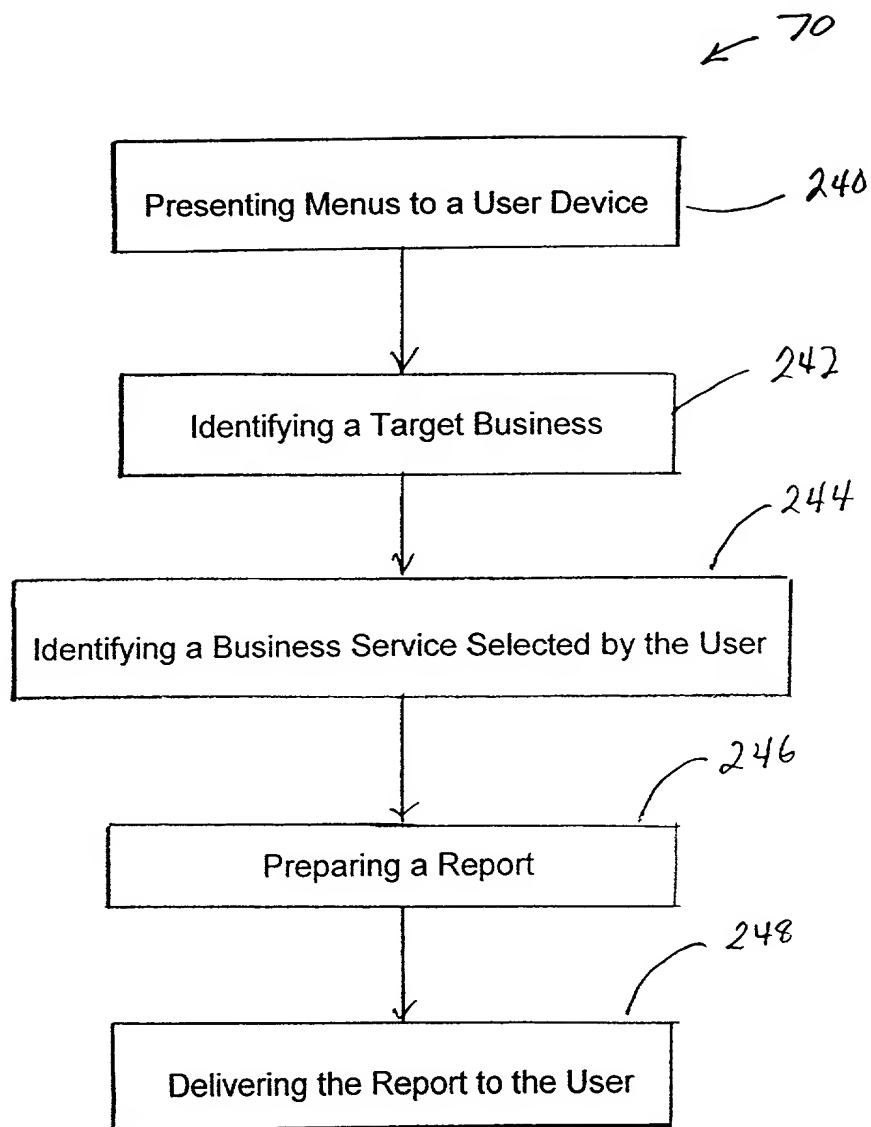 70
Presenting Menus to a User Device
240
Identifying a Target Business
242
Identifying a Business Service Selected by the User
244
Preparing a Report
246
Delivering the Report to the User
248